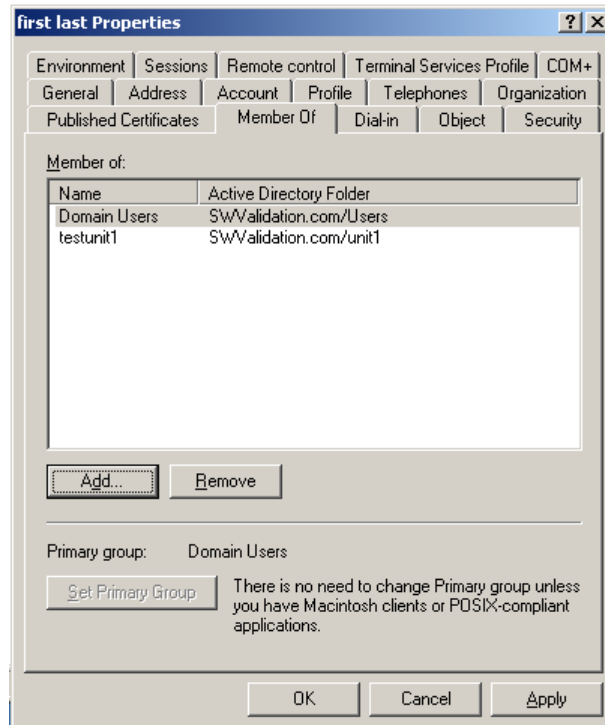 first last Properties
? X
Environment Sessions Remote control Terminal Services Profile COM+
General Address Account Profile Telephones Organization
Published Certificates Member Of Dial-in Object Security
Member of:
Name Active Directory Folder
Domain Users SWValidation.com/Users
testunit1 SWValidation.com/unit1
Add... Remove
Primary group: Domain Users
Set Primary Group
There is no need to change Primary group unless
you have Macintosh clients or POSIX-compliant
applications.
OK Cancel Apply